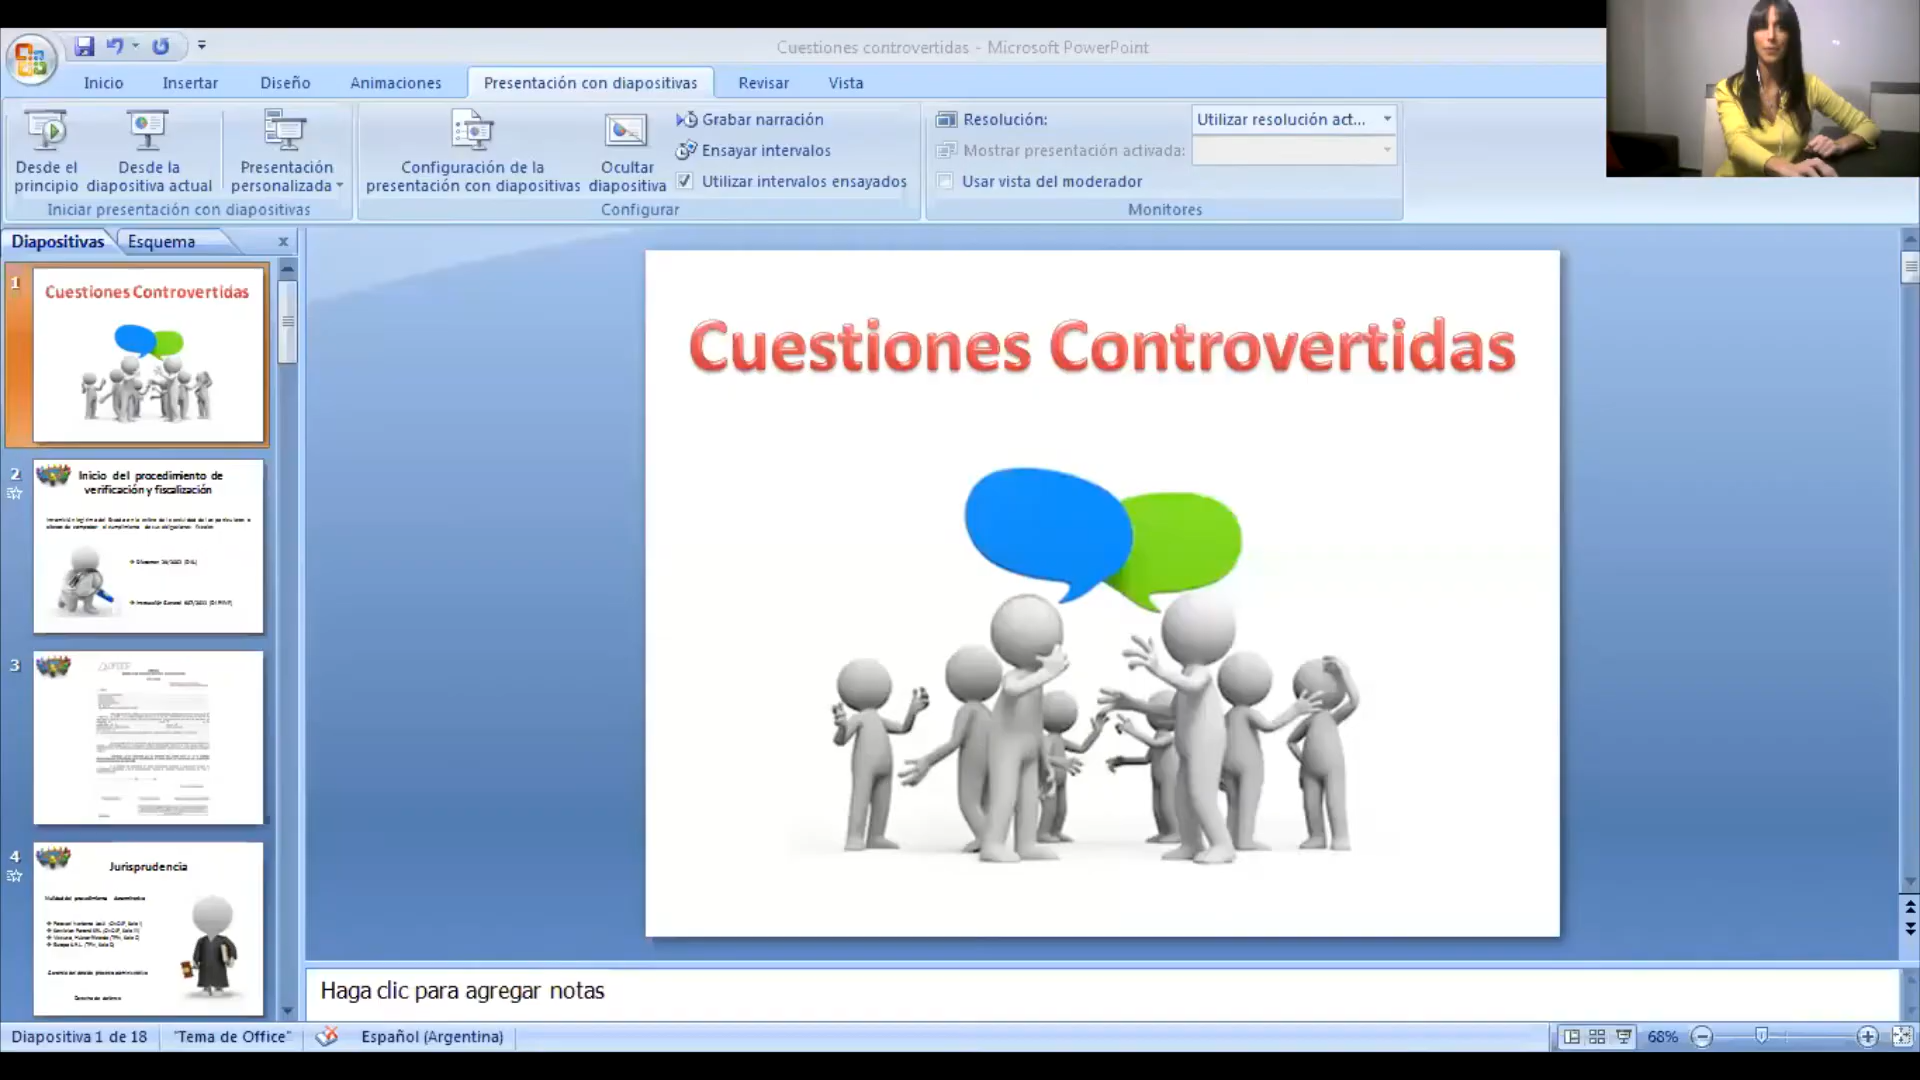 Cuestiones controvertidas - Microsoft PowerPoint
Inicio Insertar Diseño Animaciones Presentación con diapositivas Revisar Vista
Desde el principio
Desde la diapositiva actual
Presentación personalizada
Iniciar presentación con diapositivas
Configuración de la presentación con diapositivas
Ocultar diapositiva
Grabar narración
Ensayar intervalos
Utilizar intervalos ensayados
Configurar
Resolución: Utilizar resolución act...
Mostrar presentación activada:
Usar vista del moderador
Monitores
Diapositivas Esquema x
1
Cuestiones Controvertidas
2
Inicio del procedimiento de
verificación y fiscalización
3
4
Jurisprudencia
Cuestiones Controvertidas
Haga clic para agregar notas
Diapositiva 1 de 18 "Tema de Office" Español (Argentina) 68%